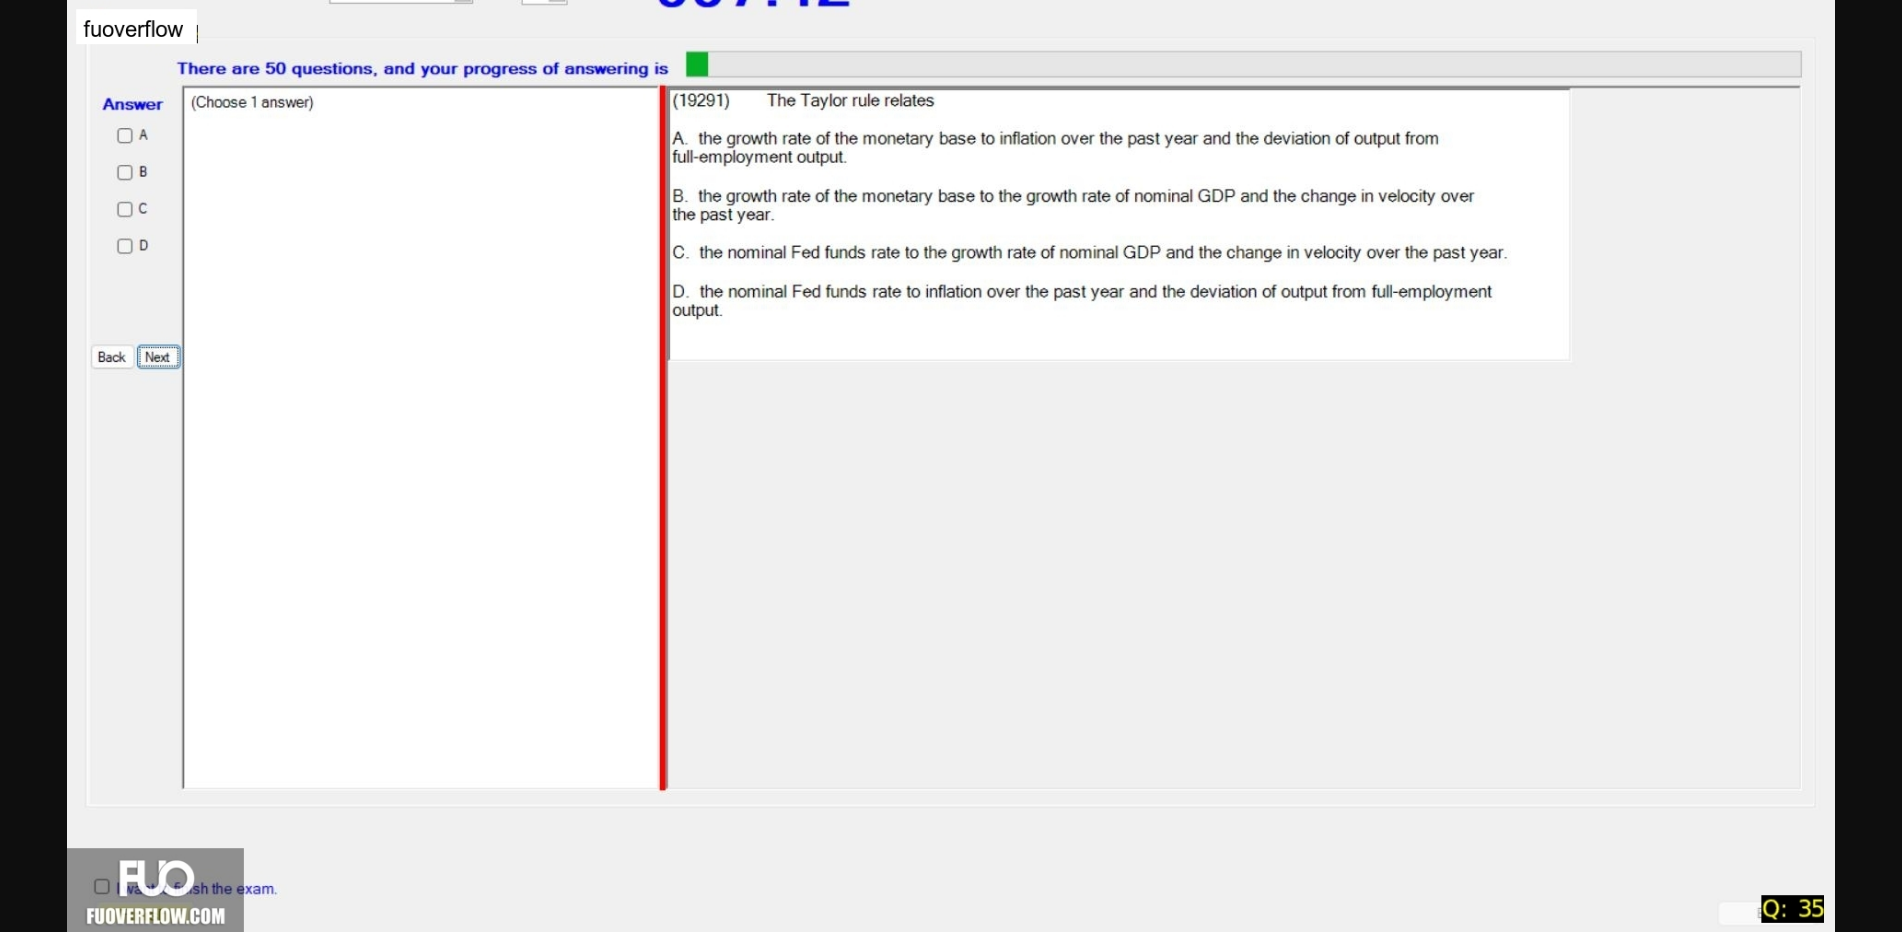 fuoverflow
There are 50 questions, and your progress of answering is
Answer
(Choose 1 answer)
A
B
C
D
Back Next
(19291) The Taylor rule relates
A. the growth rate of the monetary base to inflation over the past year and the deviation of output from
full-employment output.
B. the growth rate of the monetary base to the growth rate of nominal GDP and the change in velocity over
the past year.
C. the nominal Fed funds rate to the growth rate of nominal GDP and the change in velocity over the past year.
D. the nominal Fed funds rate to inflation over the past year and the deviation of output from full-employment
output.
FUO
the exam.
FUOVERFLOW.COM
Q: 35